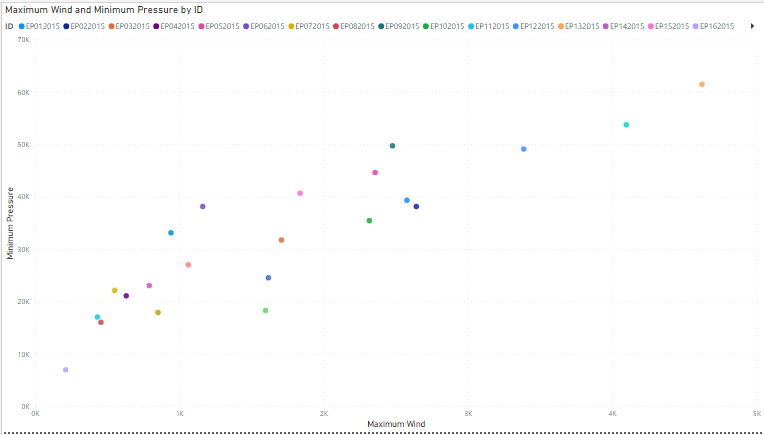 Maximum Wind and Minimum Pressure by ID
ID EP012015 EP022015 EP032015 EP042015 EP052015 EP062015 EP072015 EP082015 EP092015 EP102015 EP112015 EP122015 EP132015 EP142015 EP152015 EP162015
70K
60K
50K
40K
30K
20K
10K
0K
Minimum Pressure
0K 1K 2K 3K 4K 5K
Maximum Wind